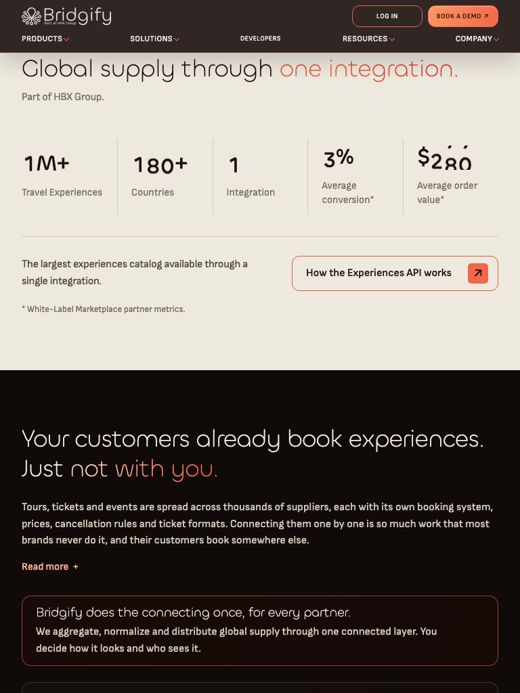 Bridgify
Part of HBX Group
LOG IN
BOOK A DEMO
PRODUCTS
SOLUTIONS
DEVELOPERS
RESOURCES
COMPANY
Global supply through one integration.
Part of HBX Group.
1M+
180+
1
3%
Travel Experiences
Countries
Integration
Average
conversion*
Average order
value*
The largest experiences catalog available through a
single integration.
How the Experiences API works
* White-Label Marketplace partner metrics.
Your customers already book experiences.
Just not with you.
Tours, tickets and events are spread across thousands of suppliers, each with its own booking system,
prices, cancellation rules and ticket formats. Connecting them one by one is so much work that most
brands never do it, and their customers book somewhere else.
Read more +
Bridgify does the connecting once, for every partner.
We aggregate, normalize and distribute global supply through one connected layer. You
decide how it looks and who sees it.